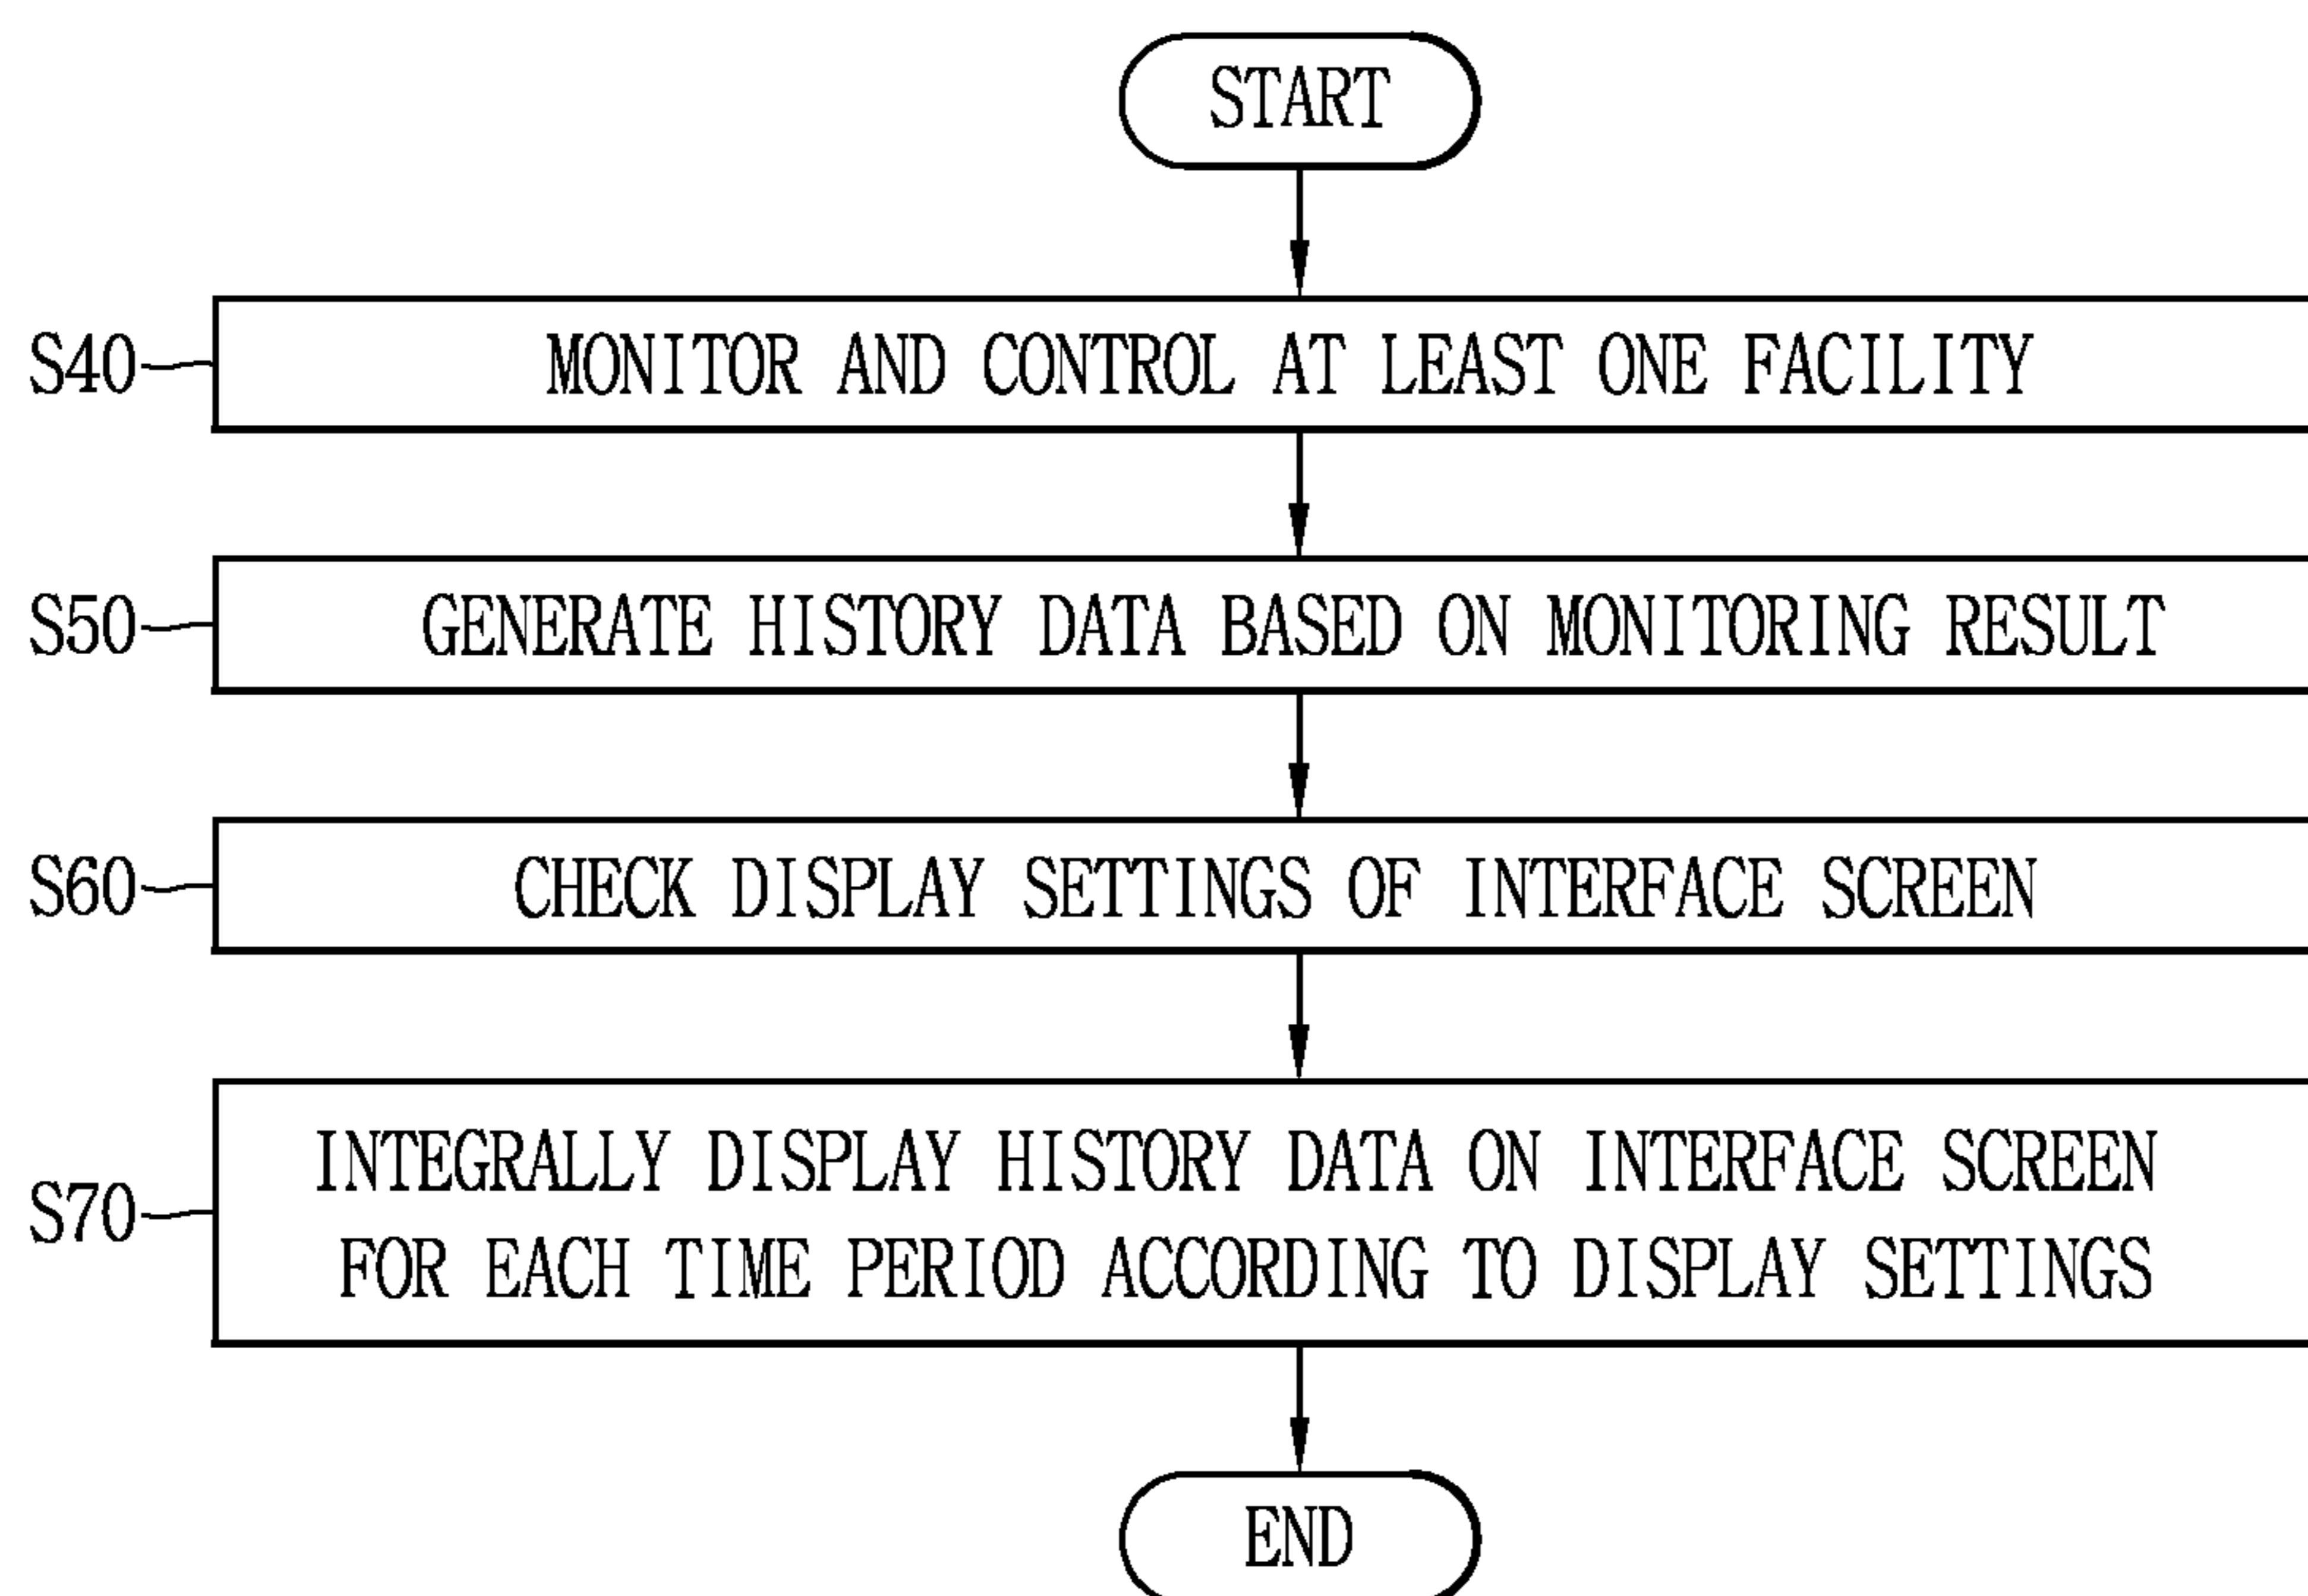 START
S40 MONITOR AND CONTROL AT LEAST ONE FACILITY
S50 GENERATE HISTORY DATA BASED ON MONITORING RESULT
S60 CHECK DISPLAY SETTINGS OF INTERFACE SCREEN
S70 INTEGRALLY DISPLAY HISTORY DATA ON INTERFACE SCREEN
FOR EACH TIME PERIOD ACCORDING TO DISPLAY SETTINGS
END